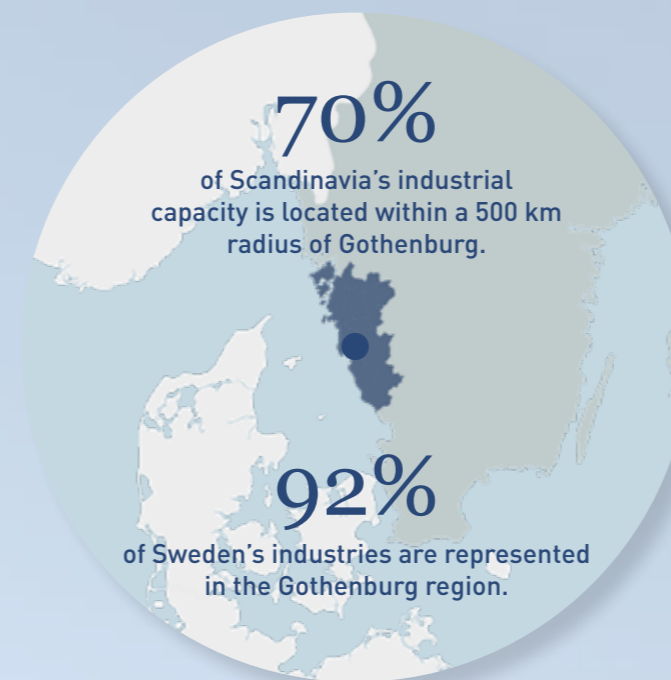 70%
of Scandinavia’s industrial
capacity is located within a 500 km
radius of Gothenburg.
92%
of Sweden’s industries are represented
in the Gothenburg region.